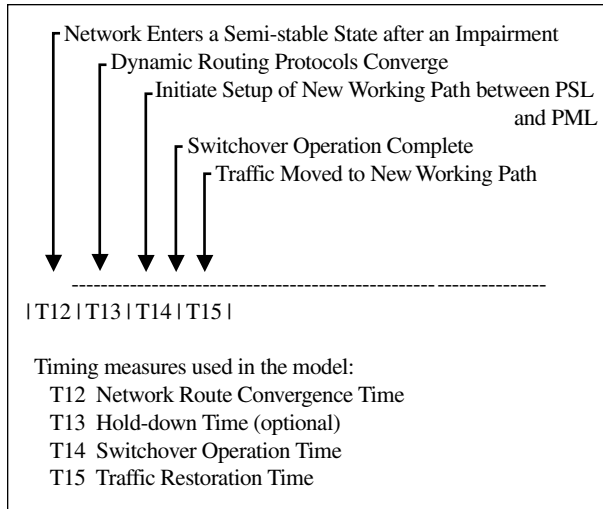 Network Enters a Semi-stable State after an Impairment
Dynamic Routing Protocols Converge
Initiate Setup of New Working Path between PSL
and PML
Switchover Operation Complete
Traffic Moved to New Working Path
| T12 | T13 | T14 | T15 |
Timing measures used in the model:
T12 Network Route Convergence Time
T13 Hold-down Time (optional)
T14 Switchover Operation Time
T15 Traffic Restoration Time